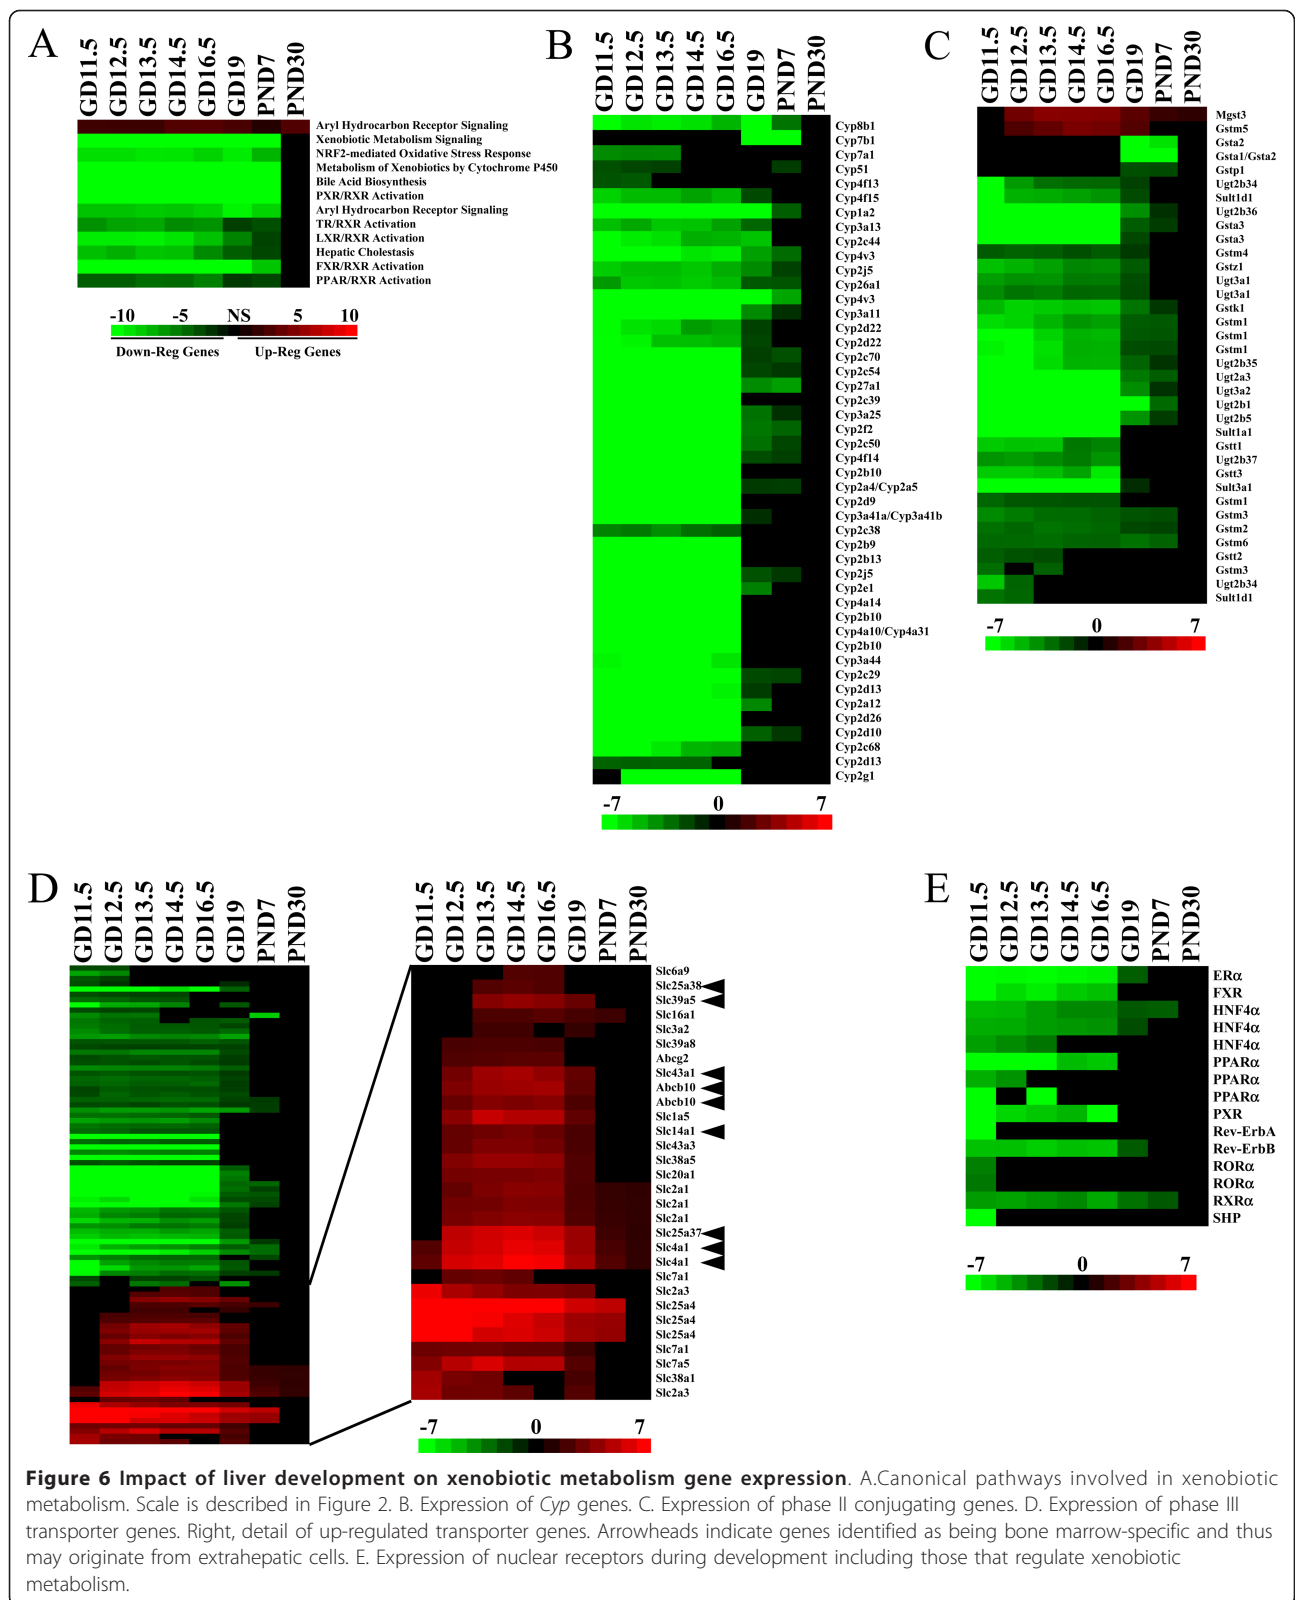 A
GD11.5 GD12.5 GD13.5 GD14.5 GD16.5 GD19 PND7 PND30
Aryl Hydrocarbon Receptor Signaling
Xenobiotic Metabolism Signaling
NRF2-mediated Oxidative Stress Response
Metabolism of Xenobiotics by Cytochrome P450
Bile Acid Biosynthesis
PXR/RXR Activation
Aryl Hydrocarbon Receptor Signaling
TR/RXR Activation
LXR/RXR Activation
Hepatic Cholestasis
FXR/RXR Activation
PPAR/RXR Activation
-10 -5 NS 5 10
Down-Reg Genes Up-Reg Genes
B
GD11.5 GD12.5 GD13.5 GD14.5 GD16.5 GD19 PND7 PND30
Cyp8b1
Cyp7b1
Cyp7a1
Cyp51
Cyp4f13
Cyp4f15
Cyp1a2
Cyp3a13
Cyp2c44
Cyp4v3
Cyp2j5
Cyp26a1
Cyp4v3
Cyp3a11
Cyp2d22
Cyp2d22
Cyp2c70
Cyp2c54
Cyp27a1
Cyp2c39
Cyp3a25
Cyp2f2
Cyp2c50
Cyp4f14
Cyp2b10
Cyp2a4/Cyp2a5
Cyp2d9
Cyp3a41a/Cyp3a41b
Cyp2c38
Cyp2b9
Cyp2b13
Cyp2j5
Cyp2e1
Cyp4a14
Cyp2b10
Cyp4a10/Cyp4a31
Cyp2b10
Cyp3a44
Cyp2c29
Cyp2d13
Cyp2a12
Cyp2d26
Cyp2d10
Cyp2c68
Cyp2d13
Cyp2g1
-7 0 7
C
GD11.5 GD12.5 GD13.5 GD14.5 GD16.5 GD19 PND7 PND30
Mgst3
Gstm5
Gsta2
Gsta1/Gsta2
Gstp1
Ugt2b34
Sult1d1
Ugt2b36
Gsta3
Gsta3
Gstm4
Gstz1
Ugt3a1
Ugt3a1
Gstk1
Gstm1
Gstm1
Gstm1
Ugt2b35
Ugt2a3
Ugt3a2
Ugt2b1
Ugt2b5
Sult1a1
Gstt1
Ugt2b37
Gstt3
Sult3a1
Gstm1
Gstm3
Gstm2
Gstm6
Gstt2
Gstm3
Ugt2b34
Sult1d1
-7 0 7
D
GD11.5 GD12.5 GD13.5 GD14.5 GD16.5 GD19 PND7 PND30
GD11.5 GD12.5 GD13.5 GD14.5 GD16.5 GD19 PND7 PND30
Slc6a9
Slc25a38
Slc39a5
Slc16a1
Slc3a2
Slc39a8
Abcg2
Slc43a1
Abcb10
Abcb10
Slc1a5
Slc14a1
Slc43a3
Slc38a5
Slc20a1
Slc2a1
Slc2a1
Slc2a1
Slc25a37
Slc4a1
Slc4a1
Slc7a1
Slc2a3
Slc25a4
Slc25a4
Slc25a4
Slc7a1
Slc7a5
Slc38a1
Slc2a3
-7 0 7
E
GD11.5 GD12.5 GD13.5 GD14.5 GD16.5 GD19 PND7 PND30
ERα
FXR
HNF4α
HNF4α
HNF4α
PPARα
PPARα
PPARα
PXR
Rev-ErbA
Rev-ErbB
RORα
RORα
RXRα
SHP
-7 0 7
Figure 6 Impact of liver development on xenobiotic metabolism gene expression. A.Canonical pathways involved in xenobiotic
metabolism. Scale is described in Figure 2. B. Expression of Cyp genes. C. Expression of phase II conjugating genes. D. Expression of phase III
transporter genes. Right, detail of up-regulated transporter genes. Arrowheads indicate genes identified as being bone marrow-specific and thus
may originate from extrahepatic cells. E. Expression of nuclear receptors during development including those that regulate xenobiotic
metabolism.